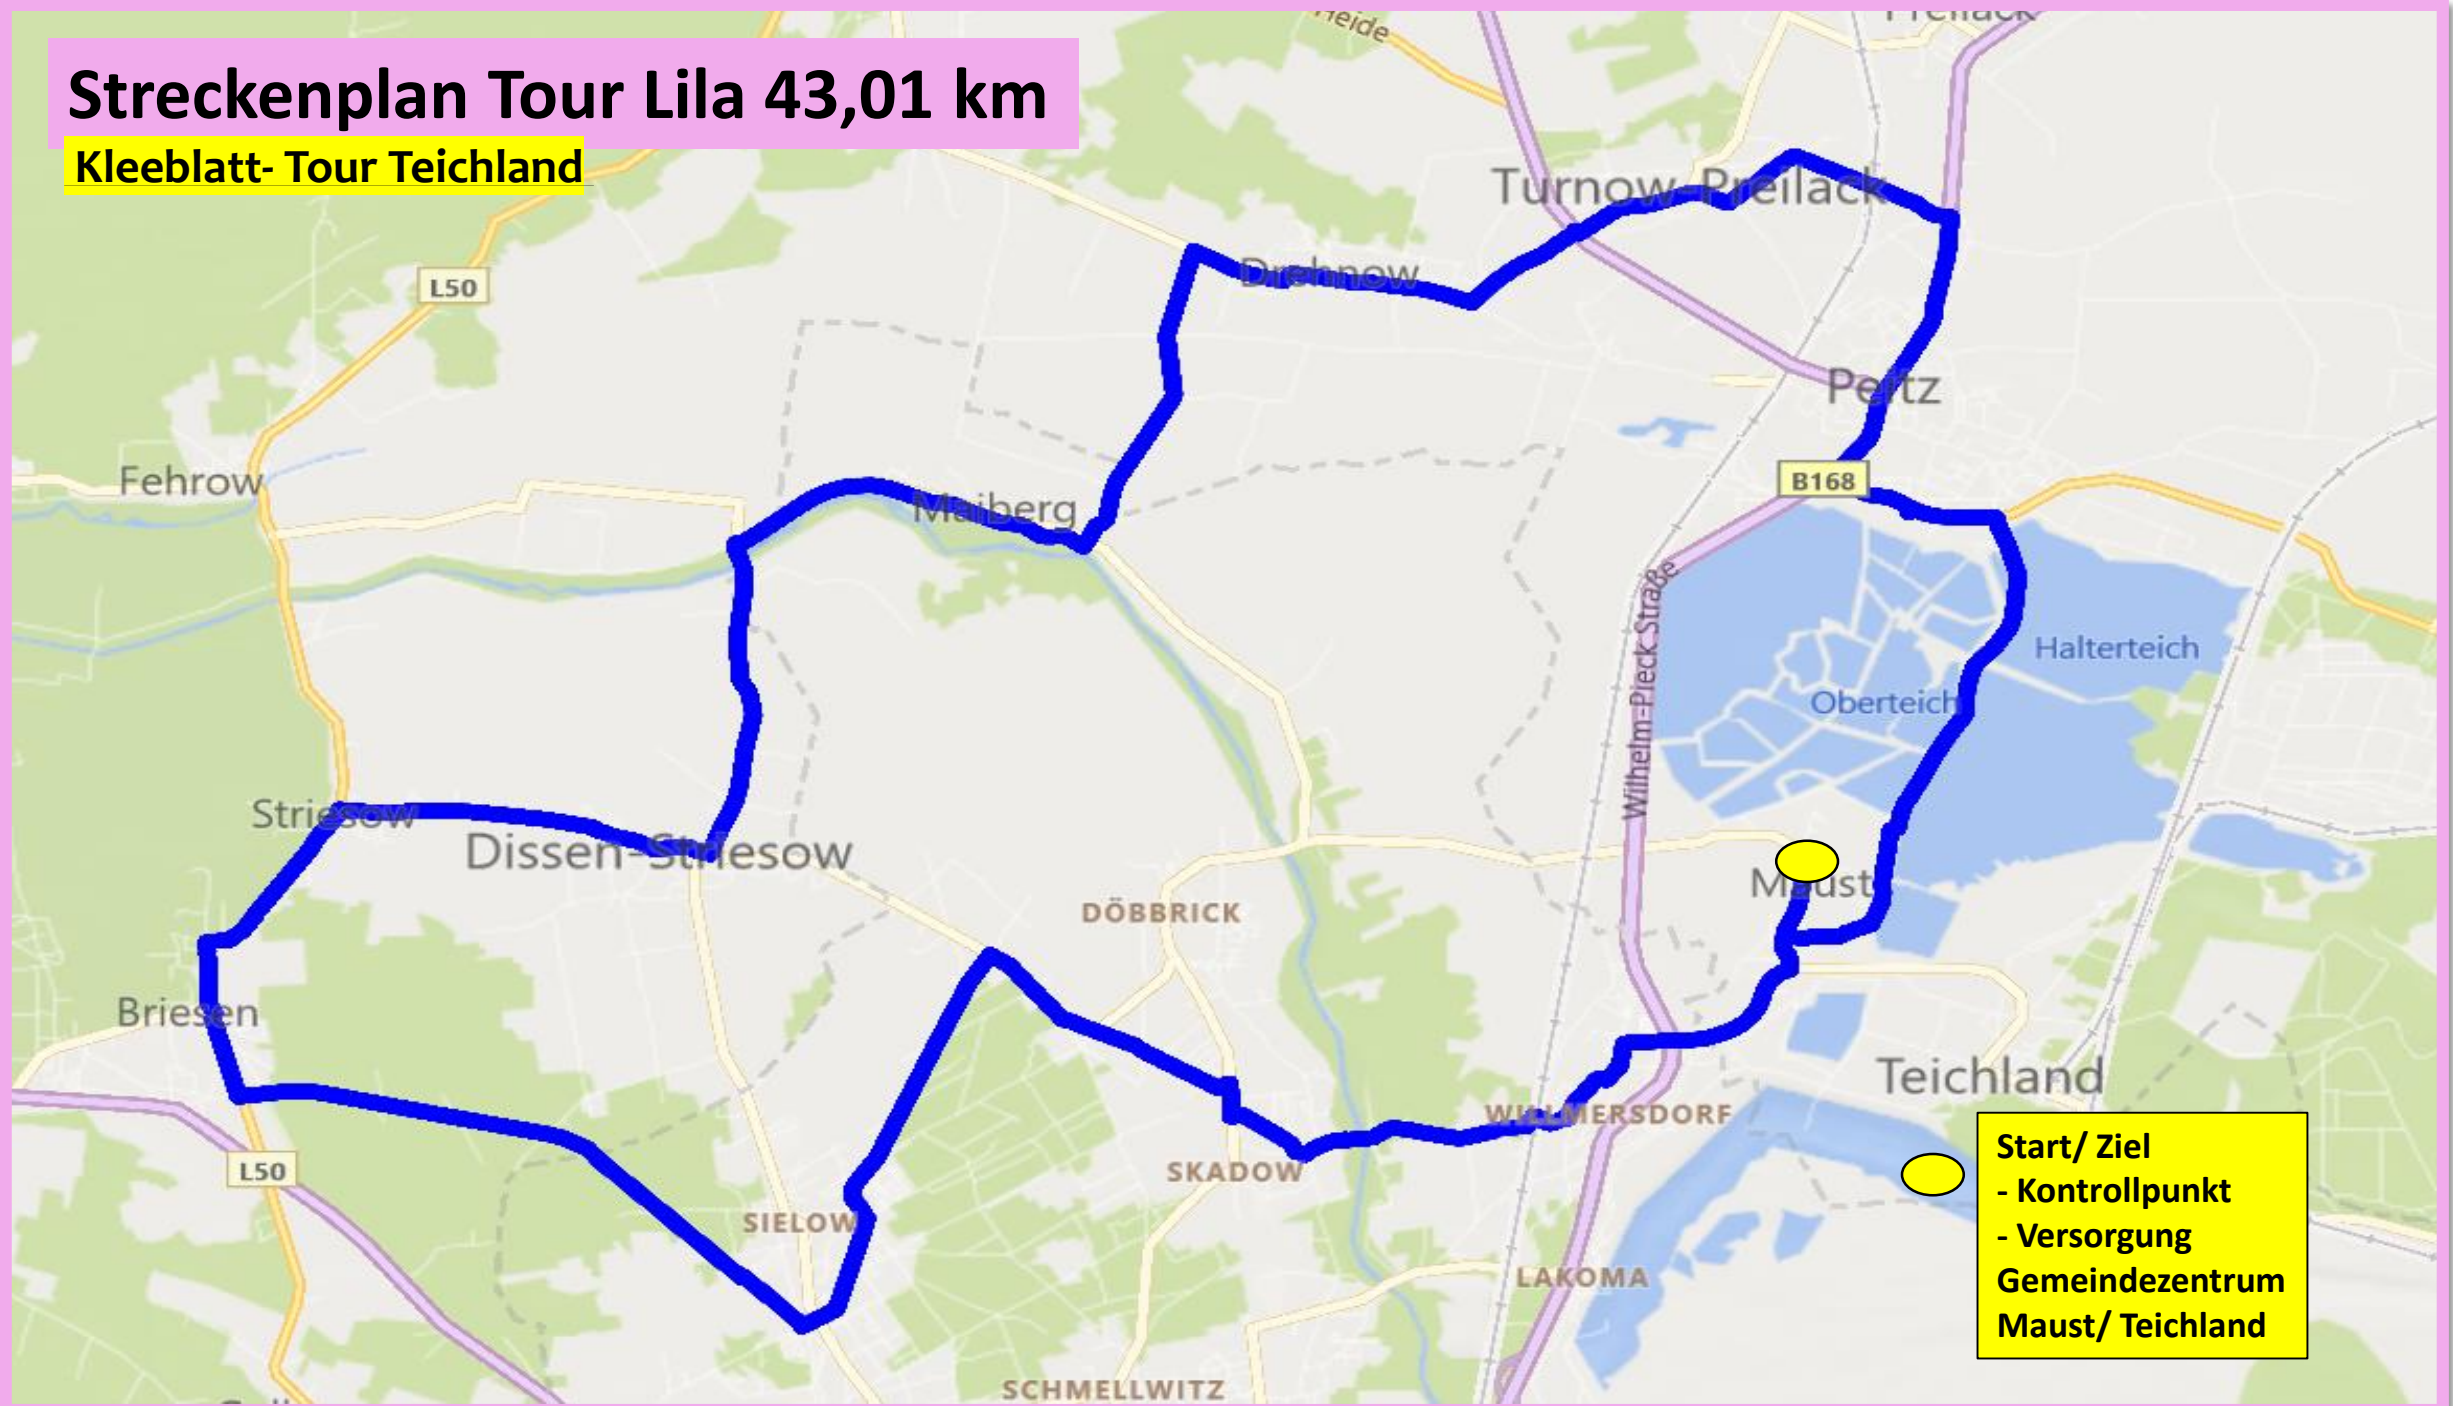 Streckenplan Tour Lila 43,01 km
Kleeblatt- Tour Teichland
Heide
Preilack
Turnow-Preilack
L50
Drehnow
Peitz
Fehrow
B168
Maiberg
Wilhelm-Pieck Straße
Halterteich
Oberteich
Striesow
Dissen-Striesow
Maust
DÖBBRICK
Briesen
Teichland
WILLMERSDORF
L50
SKADOW
SIELOW
LAKOMA
SCHMELLWITZ
Start/ Ziel
- Kontrollpunkt
- Versorgung
Gemeindezentrum
Maust/ Teichland